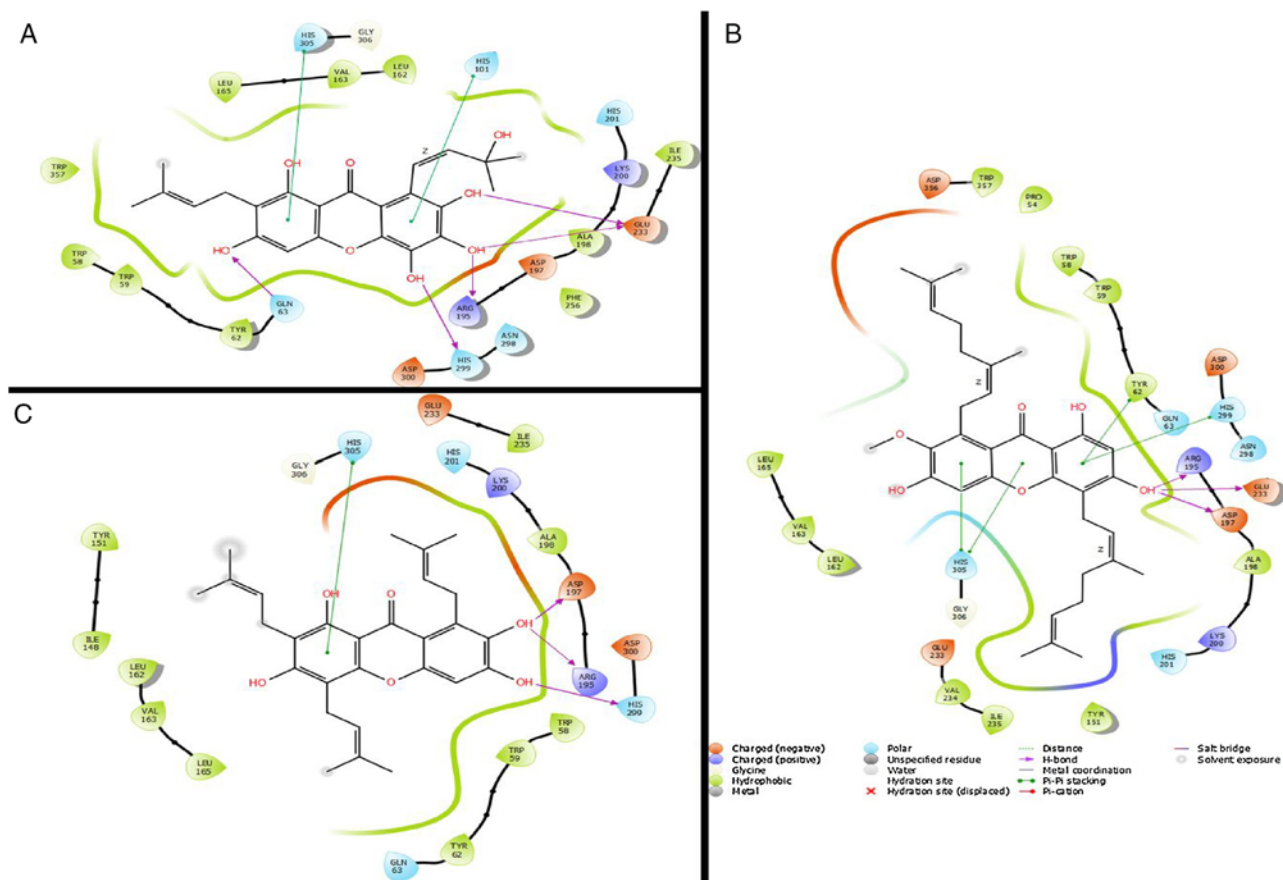 A
HIS
305
GLY
306
LEU
165
VAL
163
LEU
162
HIS
101
HIS
201
LYS
200
ILE
235
TRP
357
OH
O
Z
OH
OH
GLU
233
HO
O
OH
OH
ALA
198
ASP
197
TRP
58
TRP
59
TYR
62
GLN
63
ARG
195
PHE
256
ASP
300
HIS
299
ASN
298
B
ASP
356
TRP
357
PRO
54
TRP
58
TRP
59
Z
TYR
62
GLN
63
ASP
300
HIS
299
ASN
298
O
O
OH
HO
O
OH
ARG
195
GLU
233
ASP
197
ALA
198
LEU
165
VAL
163
LEU
162
HIS
305
GLY
306
Z
LYS
200
HIS
201
GLU
233
VAL
234
ILE
235
TYR
151
C
GLU
233
ILE
235
HIS
305
GLY
306
HIS
201
LYS
200
TYR
151
ILE
148
LEU
162
VAL
163
LEU
165
OH
O
OH
HO
O
OH
ALA
198
ASP
197
ASP
300
ARG
195
HIS
299
TRP
58
TRP
59
TYR
62
GLN
63
Charged (negative)
Charged (positive)
Glycine
Hydrophobic
Metal
Polar
Unspecified residue
Water
Hydration site
Hydration site (displaced)
Distance
H-bond
Metal coordination
Pi-Pi stacking
Pi-cation
Salt bridge
Solvent exposure